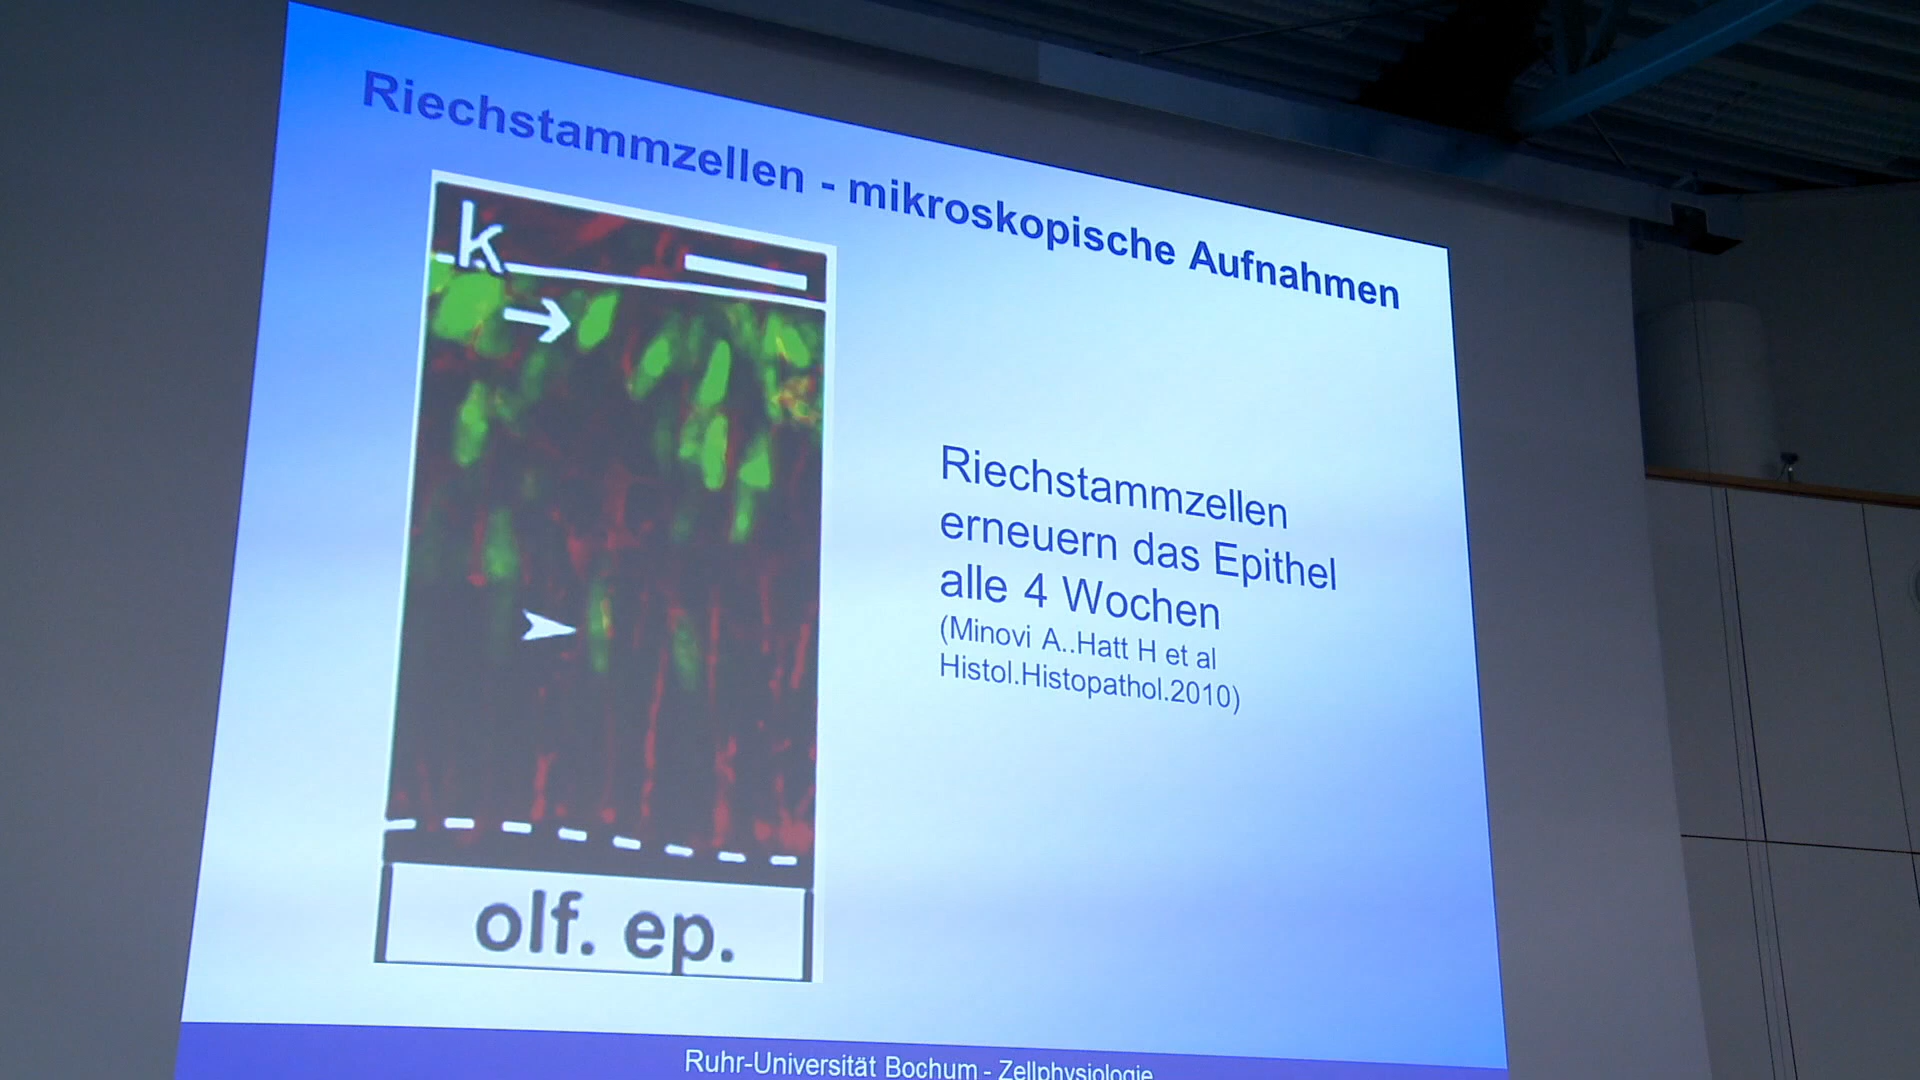 Riechstammzellen - mikroskopische Aufnahmen
k
Riechstammzellen
erneuern das Epithel
alle 4 Wochen
(Minovi A..Hatt H et al
Histol.Histopathol.2010)
olf. ep.
Ruhr-Universität Bochum - Zellphysiologie